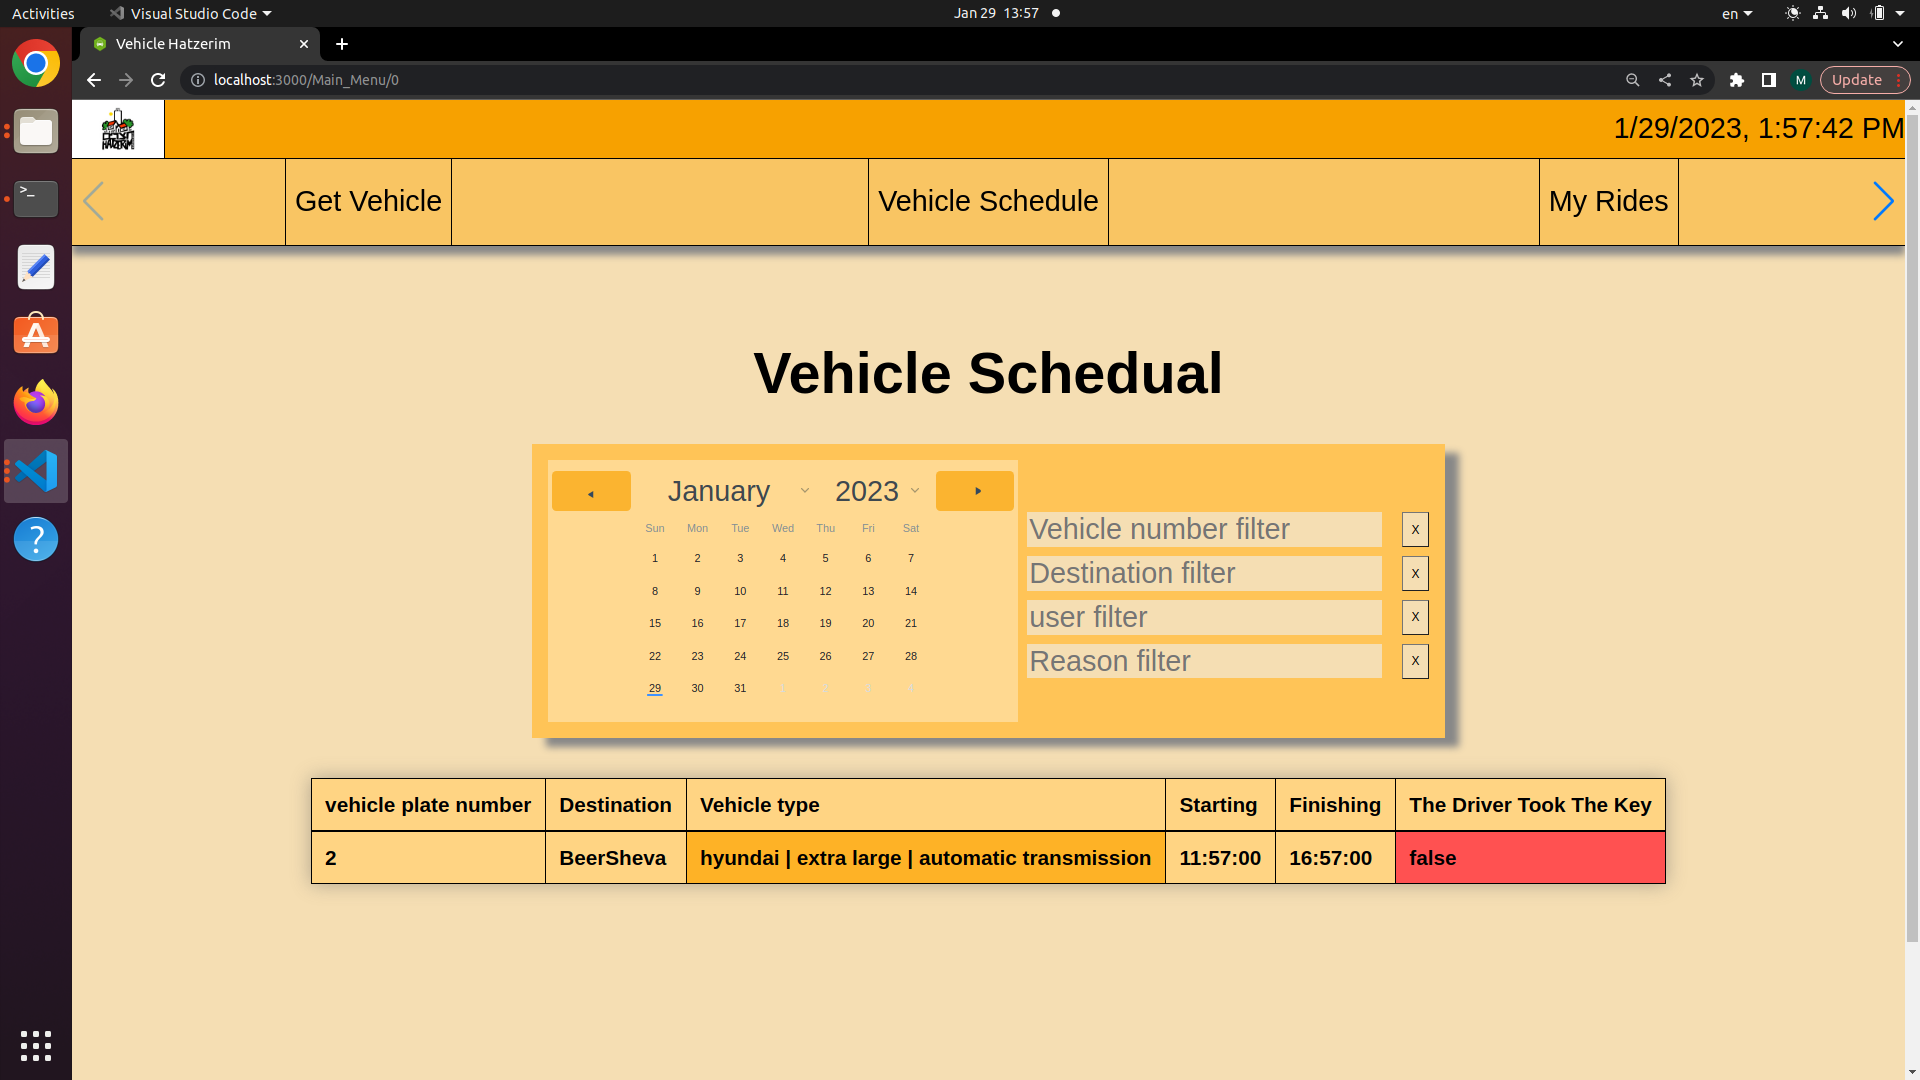 Activities
Visual Studio Code
Jan 29 13:57
en
Vehicle Hatzerim
localhost:3000/Main_Menu/0
M
Update
HATZERIM
1/29/2023, 1:57:42 PM
Get Vehicle
Vehicle Schedule
My Rides
Vehicle Schedual
January 2023
Sun Mon Tue Wed Thu Fri Sat
1 2 3 4 5 6 7
8 9 10 11 12 13 14
15 16 17 18 19 20 21
22 23 24 25 26 27 28
29 30 31 1 2 3 4
Vehicle number filter X
Destination filter X
user filter X
Reason filter X
vehicle plate number Destination Vehicle type Starting Finishing The Driver Took The Key
2 BeerSheva hyundai | extra large | automatic transmission 11:57:00 16:57:00 false